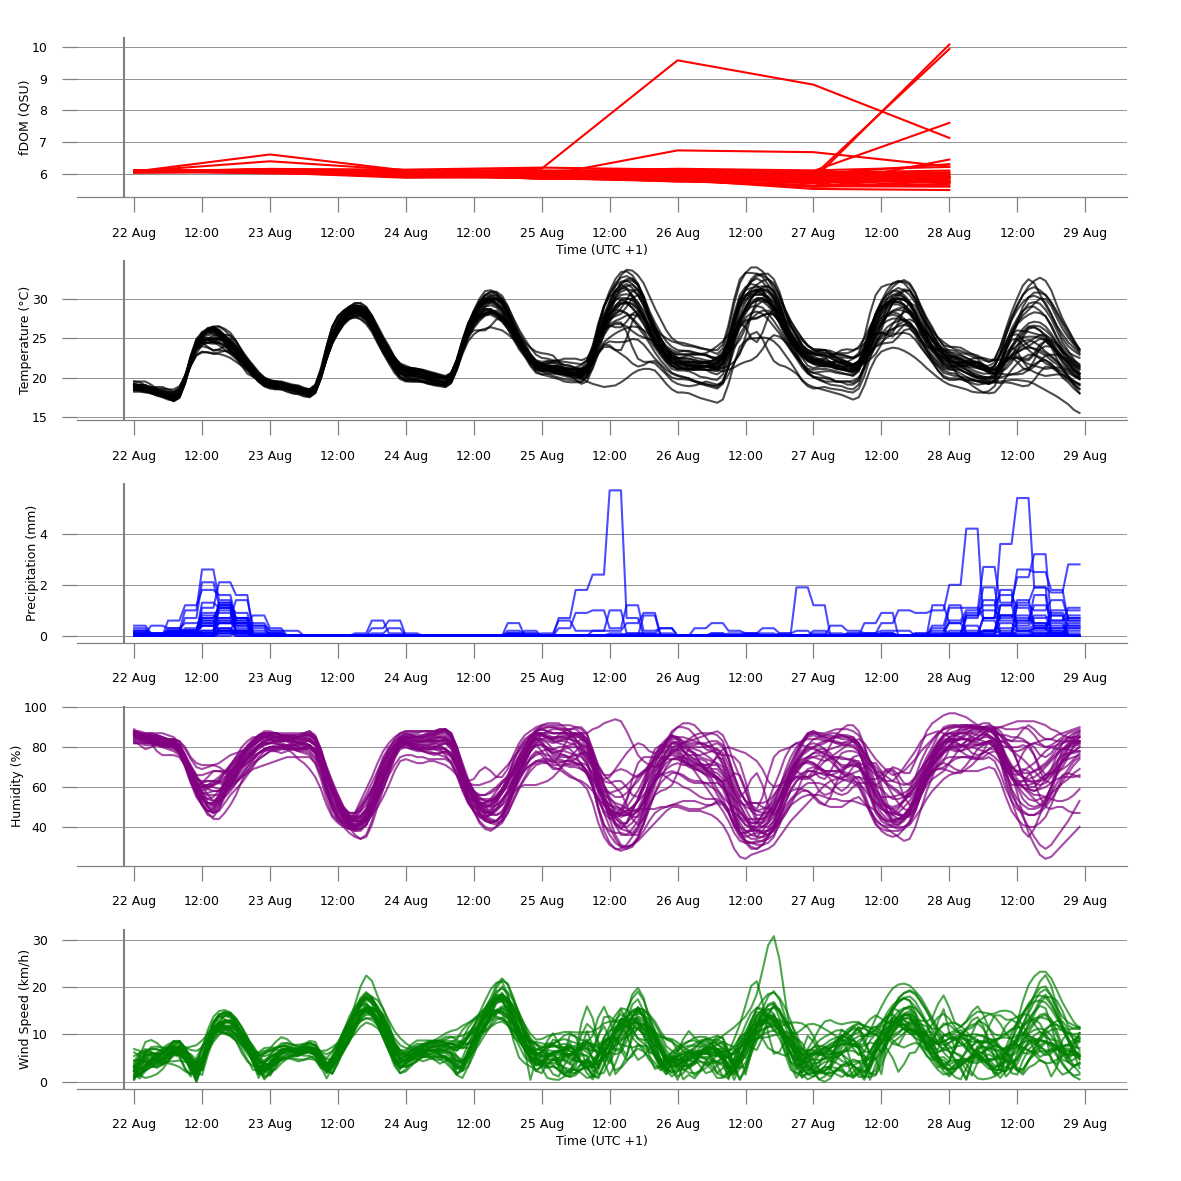 10
9
8
7
6
fDOM (QSU)
22 Aug 12:00 23 Aug 12:00 24 Aug 12:00 25 Aug 12:00 26 Aug 12:00 27 Aug 12:00 28 Aug 12:00 29 Aug
Time (UTC +1)
30
25
20
15
Temperature (°C)
22 Aug 12:00 23 Aug 12:00 24 Aug 12:00 25 Aug 12:00 26 Aug 12:00 27 Aug 12:00 28 Aug 12:00 29 Aug
4
2
0
Precipitation (mm)
22 Aug 12:00 23 Aug 12:00 24 Aug 12:00 25 Aug 12:00 26 Aug 12:00 27 Aug 12:00 28 Aug 12:00 29 Aug
100
80
60
40
Humidity (%)
22 Aug 12:00 23 Aug 12:00 24 Aug 12:00 25 Aug 12:00 26 Aug 12:00 27 Aug 12:00 28 Aug 12:00 29 Aug
30
20
10
0
Wind Speed (km/h)
22 Aug 12:00 23 Aug 12:00 24 Aug 12:00 25 Aug 12:00 26 Aug 12:00 27 Aug 12:00 28 Aug 12:00 29 Aug
Time (UTC +1)